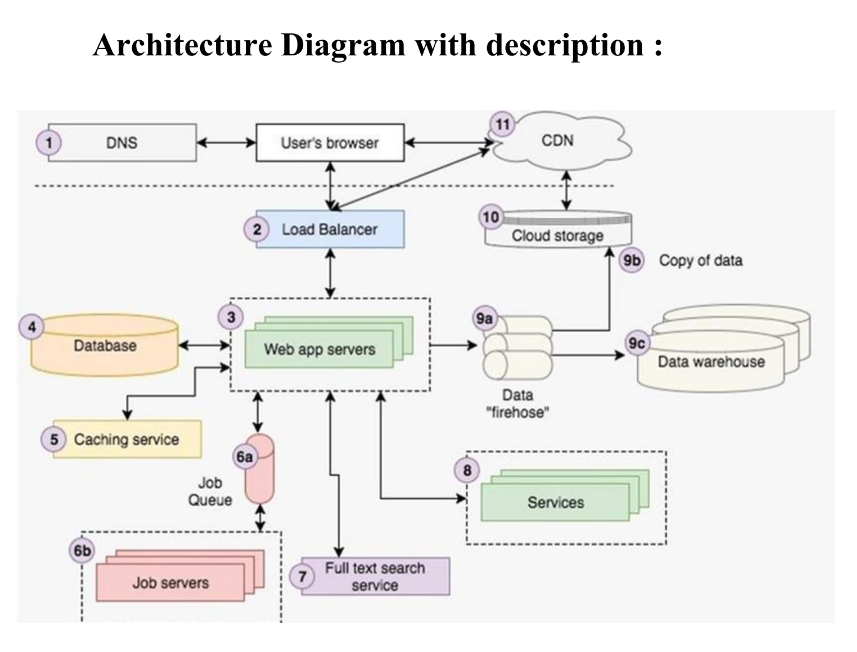 Architecture Diagram with description :
1 DNS
User's browser
11 CDN
2 Load Balancer
10 Cloud storage
9b Copy of data
4 Database
3 Web app servers
9a
Data
"firehose"
9c Data warehouse
5 Caching service
6a
Job
Queue
8 Services
6b Job servers
7 Full text search
service